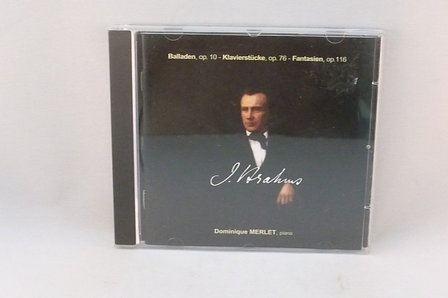 Balladen, op. 10 - Klavierstücke, op. 76 - Fantasien, op.116
J. Brahms
Dominique MERLET, piano